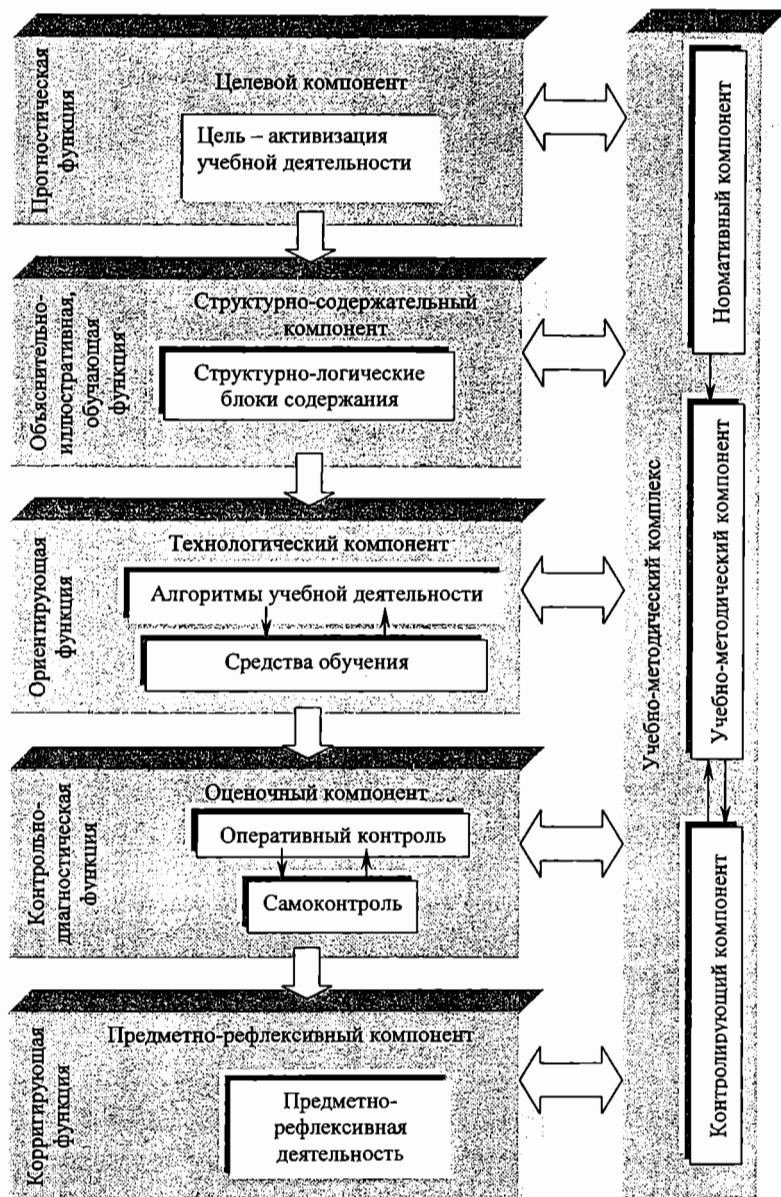 Прогностическая
функция
Целевой компонент
Цель – активизация
учебной деятельности
Объяснительно-
иллюстративная,
обучающая
функция
Структурно-содержательный
компонент
Структурно-логические
блоки содержания
Ориентирующая
функция
Технологический компонент
Алгоритмы учебной деятельности
Средства обучения
Контрольно-
диагностическая
функция
Оценочный компонент
Оперативный контроль
Самоконтроль
Корригирующая
функция
Предметно-рефлексивный компонент
Предметно-
рефлексивная
деятельность
Учебно-методический комплекс
Нормативный компонент
Учебно-методический компонент
Контролирующий компонент